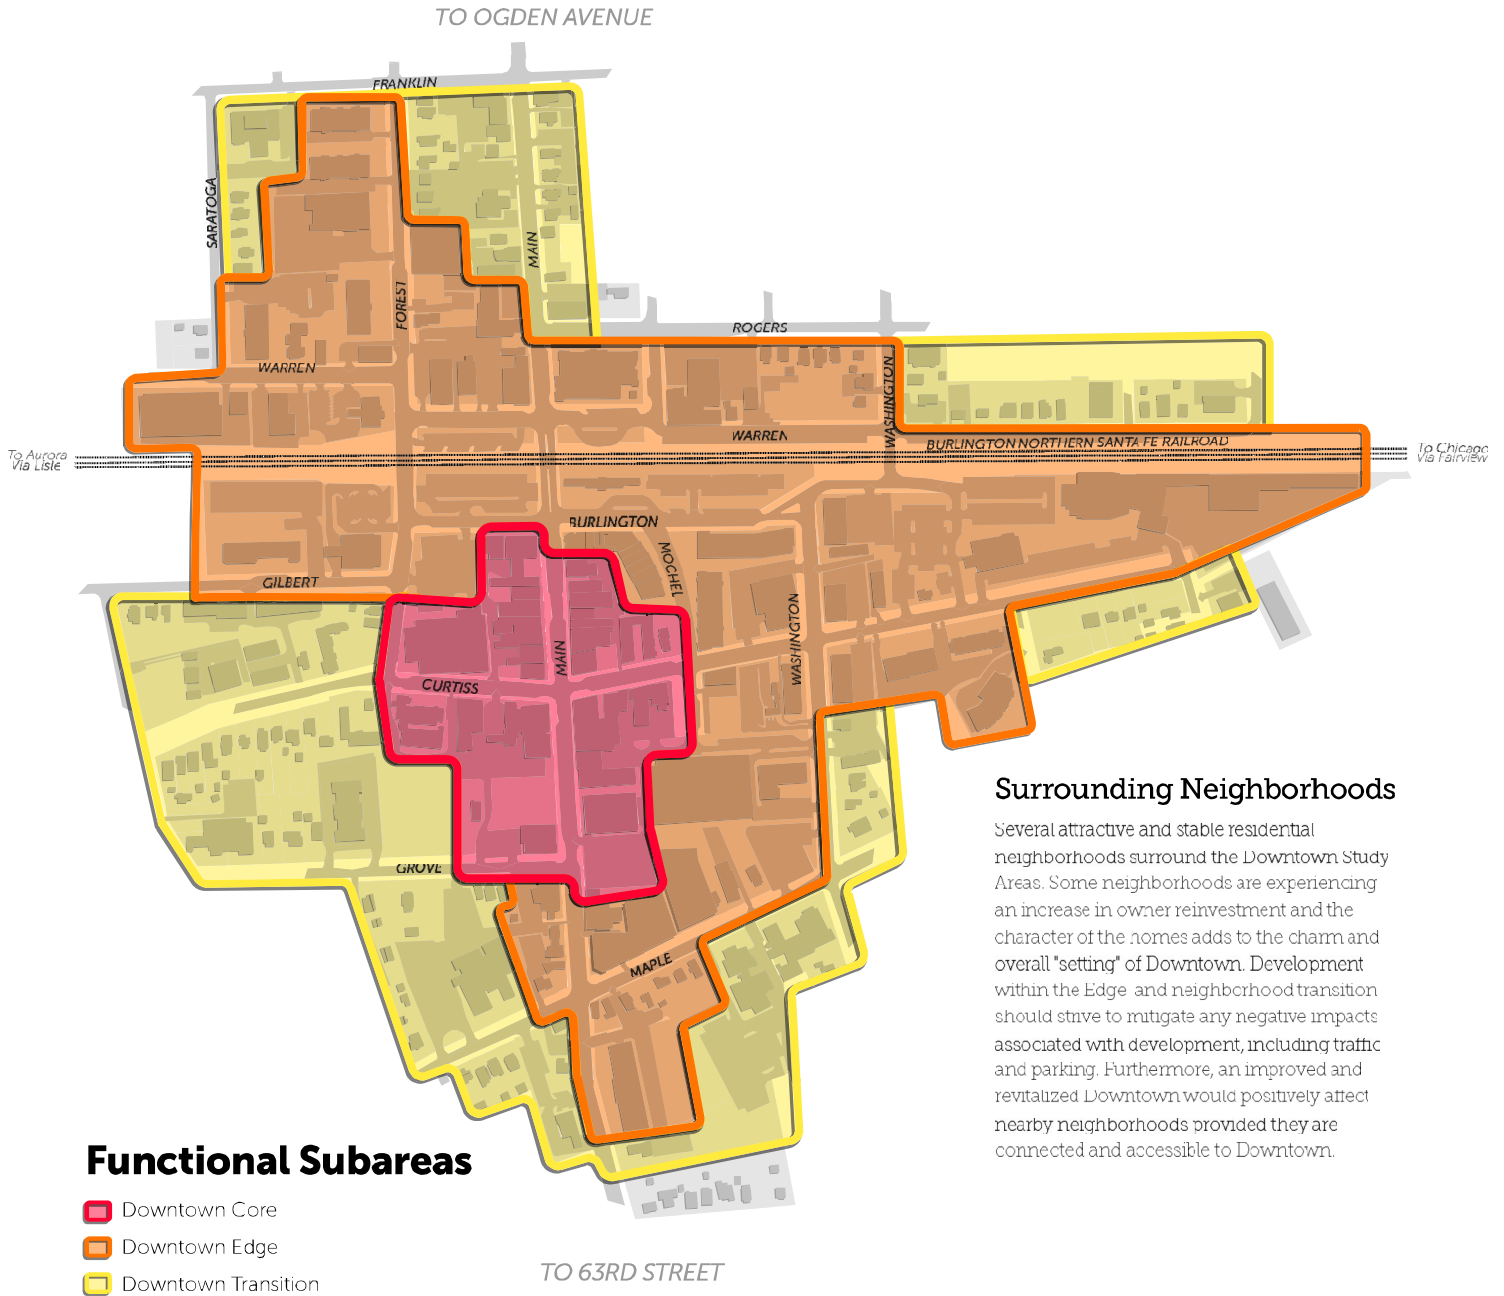 TO OGDEN AVENUE
FRANKLIN
SARATOGA
MAIN
FOREST
ROGERS
WARREN
WASHINGTON
WARREN
BURLINGTON NORTHERN SANTA FE RAILROAD
To Aurora
Via Lisle
To Chicago
Via Fairview
BURLINGTON
MOCHEL
GILBERT
WASHINGTON
MAIN
CURTISS
GROVE
MAPLE
Surrounding Neighborhoods
Several attractive and stable residential
neighborhoods surround the Downtown Study
Areas. Some neighborhoods are experiencing
an increase in owner reinvestment and the
character of the homes adds to the charm and
overall "setting" of Downtown. Development
within the Edge and neighborhood transition
should strive to mitigate any negative impacts
associated with development, including traffic
and parking. Furthermore, an improved and
revitalized Downtown would positively affect
nearby neighborhoods provided they are
connected and accessible to Downtown.
Functional Subareas
Downtown Core
Downtown Edge
Downtown Transition
TO 63RD STREET